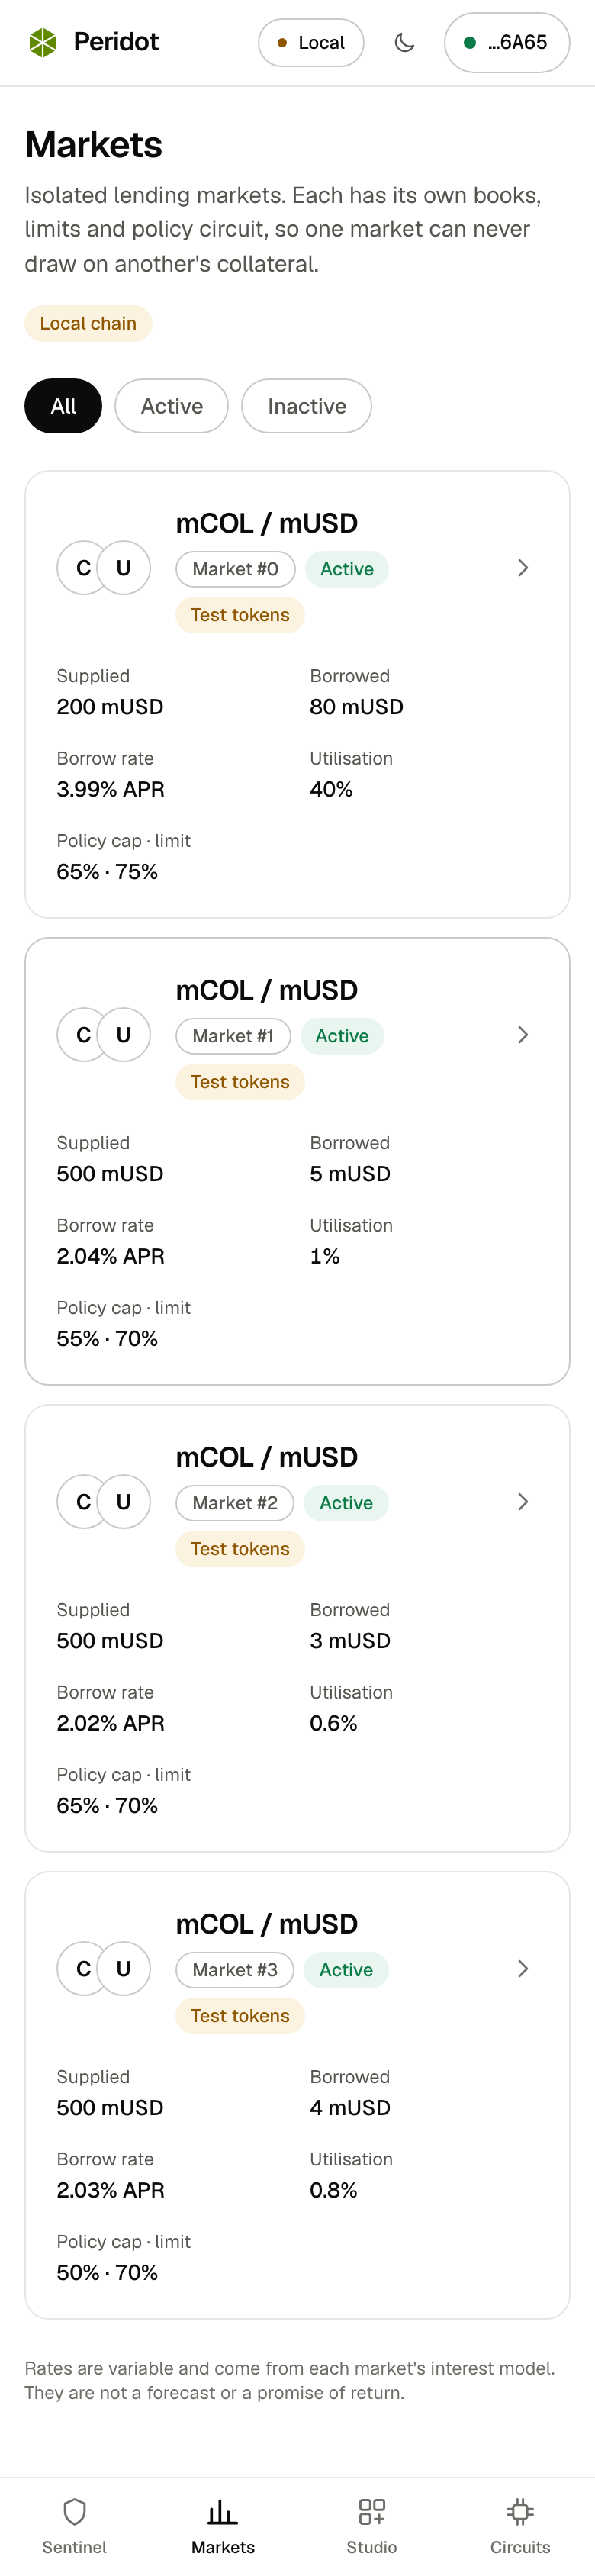 Peridot
Local
...6A65
Markets
Isolated lending markets. Each has its own books,
limits and policy circuit, so one market can never
draw on another's collateral.
Local chain
All
Active
Inactive
C
U
mCOL / mUSD
Market #0
Active
Test tokens
Supplied
200 mUSD
Borrowed
80 mUSD
Borrow rate
3.99% APR
Utilisation
40%
Policy cap · limit
65% · 75%
C
U
mCOL / mUSD
Market #1
Active
Test tokens
Supplied
500 mUSD
Borrowed
5 mUSD
Borrow rate
2.04% APR
Utilisation
1%
Policy cap · limit
55% · 70%
C
U
mCOL / mUSD
Market #2
Active
Test tokens
Supplied
500 mUSD
Borrowed
3 mUSD
Borrow rate
2.02% APR
Utilisation
0.6%
Policy cap · limit
65% · 70%
C
U
mCOL / mUSD
Market #3
Active
Test tokens
Supplied
500 mUSD
Borrowed
4 mUSD
Borrow rate
2.03% APR
Utilisation
0.8%
Policy cap · limit
50% · 70%
Rates are variable and come from each market's interest model.
They are not a forecast or a promise of return.
Sentinel
Markets
Studio
Circuits